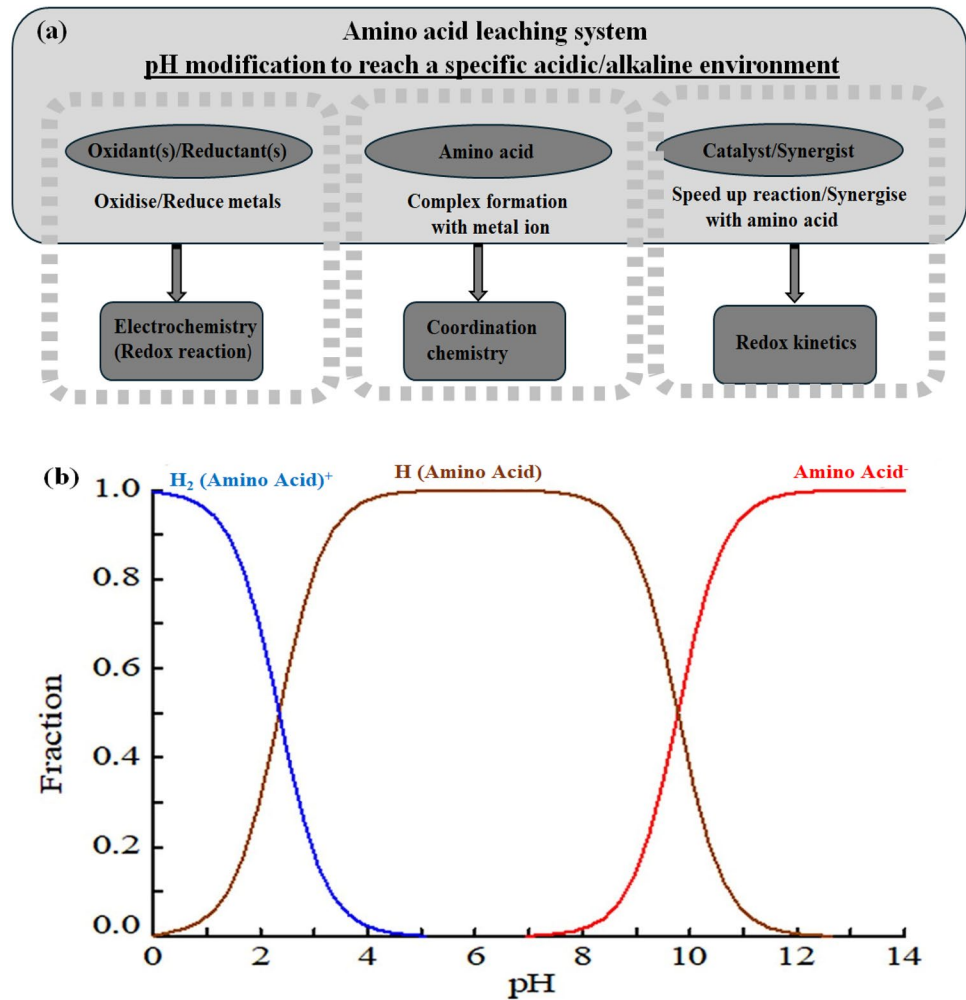 (a)
Amino acid leaching system
pH modification to reach a specific acidic/alkaline environment
Oxidant(s)/Reductant(s)
Oxidise/Reduce metals
Electrochemistry
(Redox reaction)
Amino acid
Complex formation
with metal ion
Coordination
chemistry
Catalyst/Synergist
Speed up reaction/Synergise
with amino acid
Redox kinetics
(b)
H₂ (Amino Acid)⁺
H (Amino Acid)
Amino Acid⁻
Fraction
1.0
0.8
0.6
0.4
0.2
0.0
0 2 4 6 8 10 12 14
pH